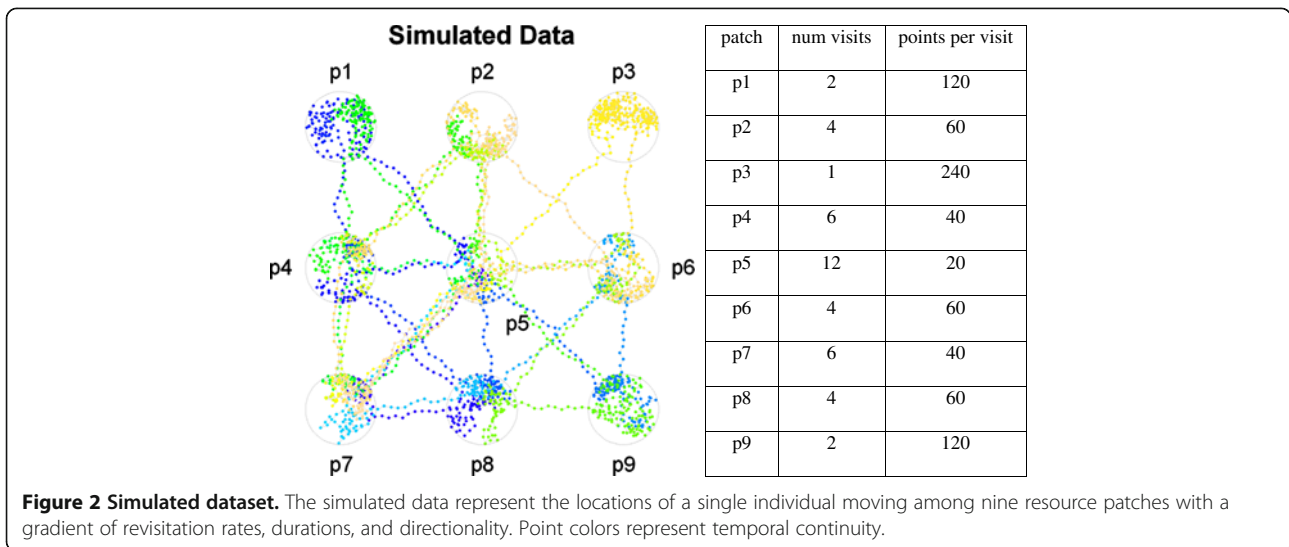 Simulated Data
p1 p2 p3
p4 p5 p6
p7 p8 p9
patch num visits points per visit
p1 2 120
p2 4 60
p3 1 240
p4 6 40
p5 12 20
p6 4 60
p7 6 40
p8 4 60
p9 2 120
Figure 2 Simulated dataset. The simulated data represent the locations of a single individual moving among nine resource patches with a
gradient of revisitation rates, durations, and directionality. Point colors represent temporal continuity.